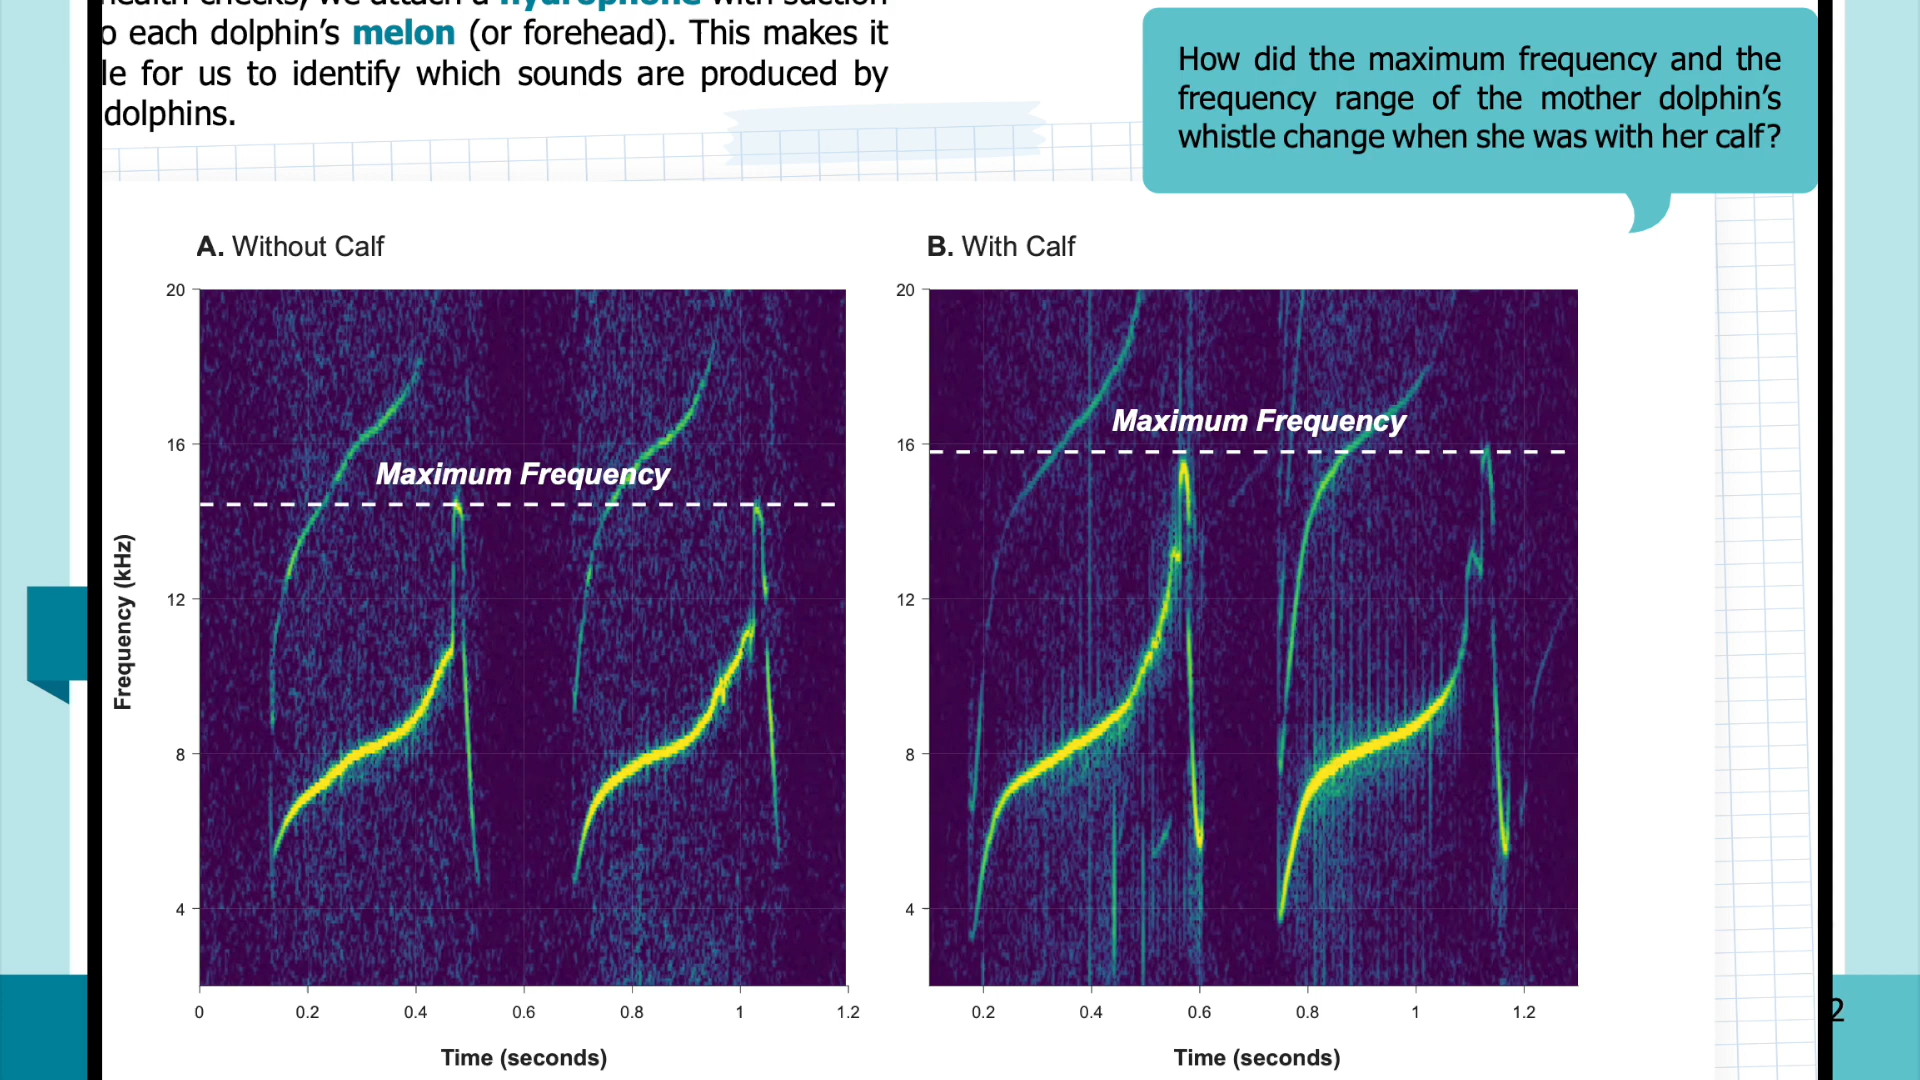 health checks, we attach a hydrophone with suction
o each dolphin's melon (or forehead). This makes it
le for us to identify which sounds are produced by
dolphins.
How did the maximum frequency and the
frequency range of the mother dolphin's
whistle change when she was with her calf?
A. Without Calf
20
16
12
8
4
Frequency (kHz)
Maximum Frequency
0 0.2 0.4 0.6 0.8 1 1.2
Time (seconds)
B. With Calf
20
16
12
8
4
Maximum Frequency
0.2 0.4 0.6 0.8 1 1.2
Time (seconds)
2